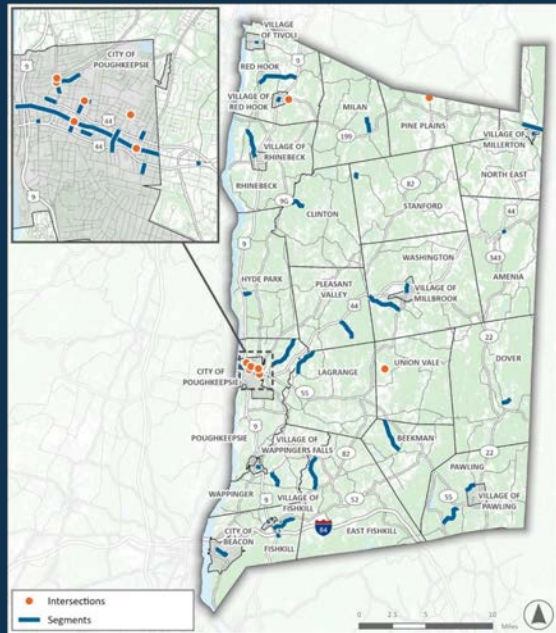 CITY OF
POUGHKEEPSIE
9
44
44
9
VILLAGE
OF TIVOLI
RED HOOK
9
VILLAGE OF
RED HOOK
MILAN
199
PINE PLAINS
VILLAGE OF
MILLERTON
VILLAGE OF
RHINEBECK
RHINEBECK
9G
CLINTON
82
STANFORD
NORTH EAST
44
9
WASHINGTON
343
AMENIA
HYDE PARK
PLEASANT
VALLEY
VILLAGE OF
MILLBROOK
44
22
CITY OF
POUGHKEEPSIE
LAGRANGE
UNION VALE
DOVER
55
POUGHKEEPSIE
9
VILLAGE OF
WAPPINGERS FALLS
82
BEEKMAN
22
PAWLING
WAPPINGER
9
VILLAGE OF
FISHKILL
52
55
VILLAGE OF
PAWLING
CITY OF
BEACON
FISHKILL
84
EAST FISHKILL
Intersections
Segments
0 2.5 5 10
Miles